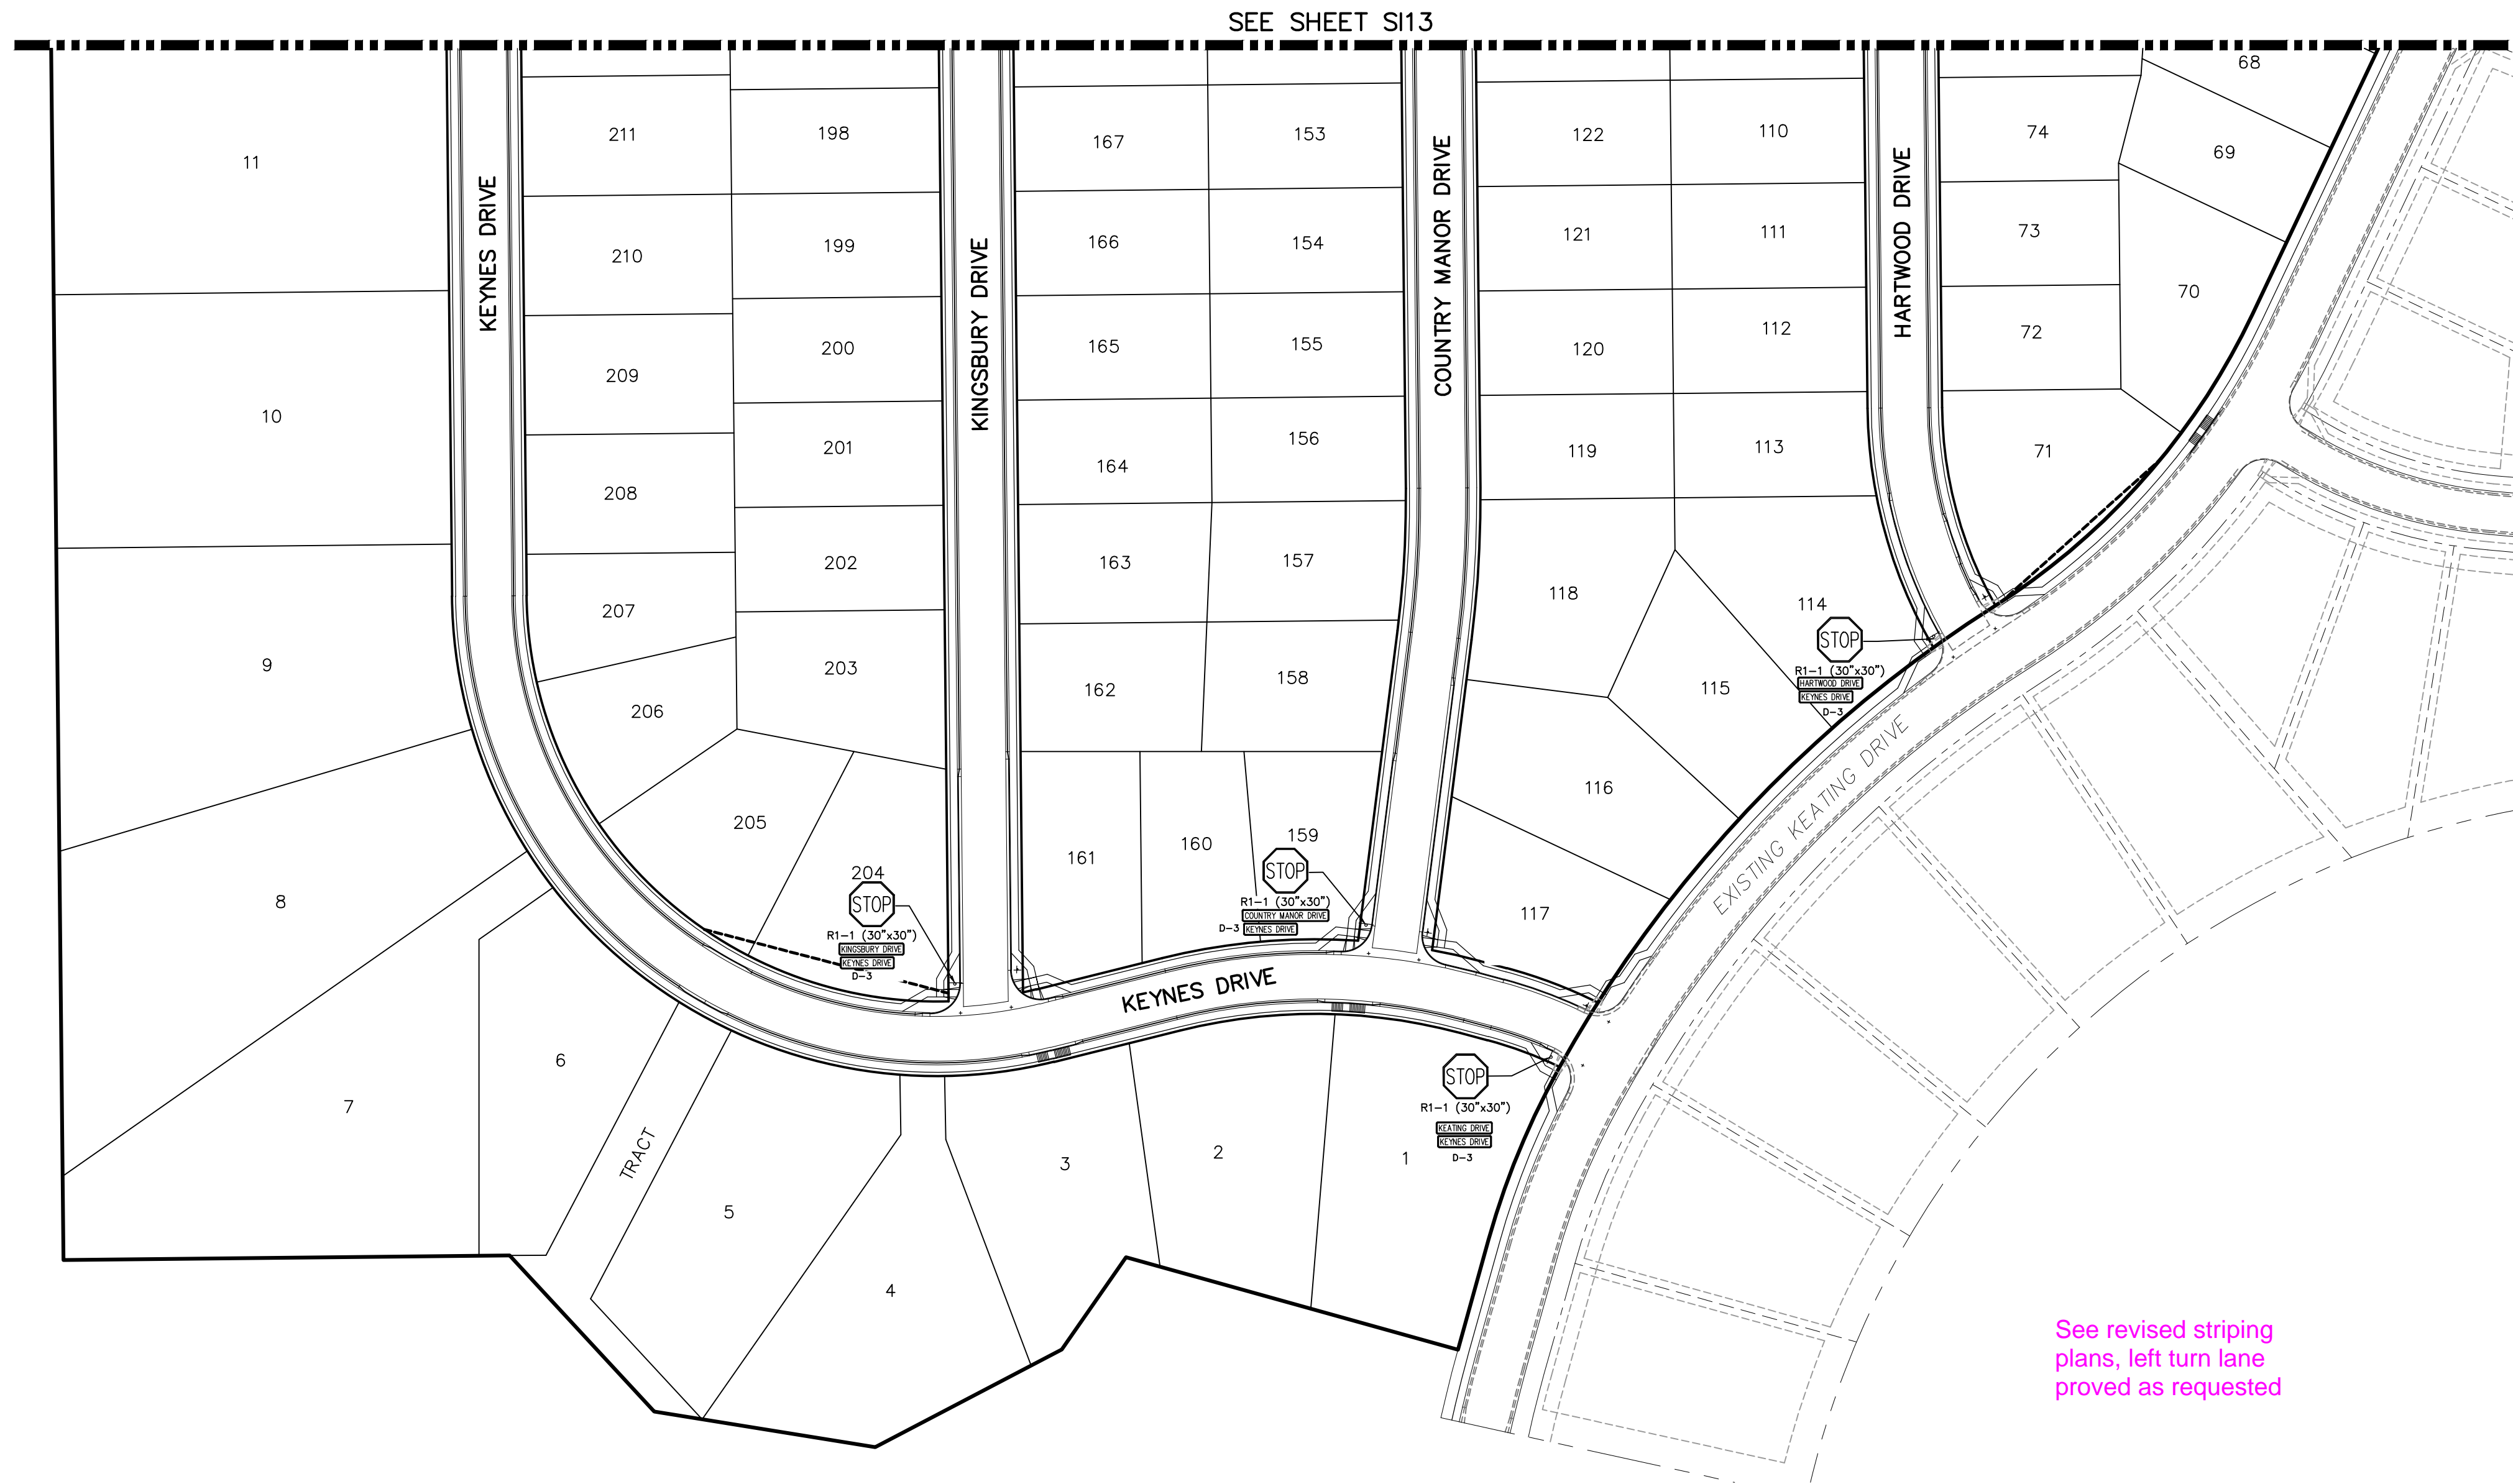 SEE SHEET SI13
68
11
211
198
167
153
122
110
74
69
KEYNES DRIVE
KINGSBURY DRIVE
COUNTRY MANOR DRIVE
HARTWOOD DRIVE
210
199
166
154
121
111
73
70
10
209
200
165
155
120
112
72
208
201
164
156
119
113
71
207
202
163
157
118
114
STOP
R1-1 (30"x30")
HARTWOOD DRIVE
KEYNES DRIVE
D-3
9
206
203
162
158
115
EXISTING KEATING DRIVE
116
8
205
204
STOP
R1-1 (30"x30")
KINGSBURY DRIVE
KEYNES DRIVE
D-3
161
160
159
STOP
R1-1 (30"x30")
COUNTRY MANOR DRIVE
D-3 KEYNES DRIVE
117
KEYNES DRIVE
7
6
TRACT
5
4
3
2
1
STOP
R1-1 (30"x30")
KEATING DRIVE
KEYNES DRIVE
D-3
See revised striping
plans, left turn lane
proved as requested